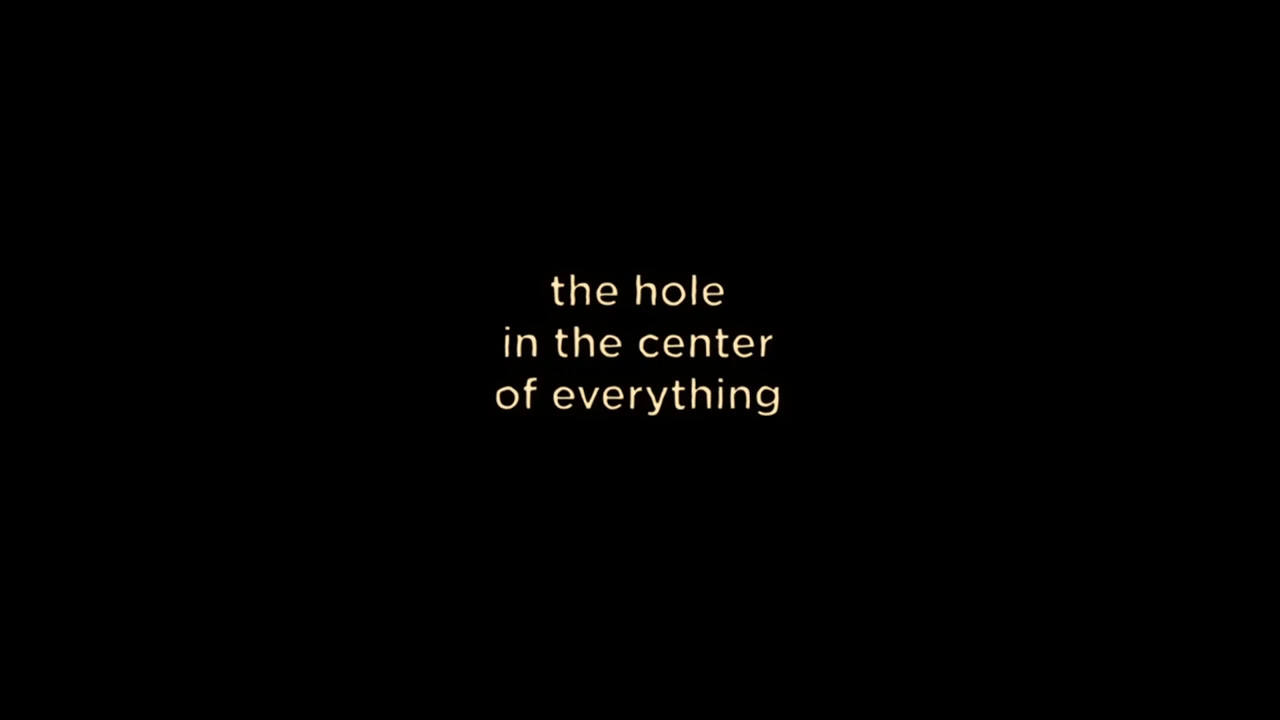 the hole
in the center
of everything